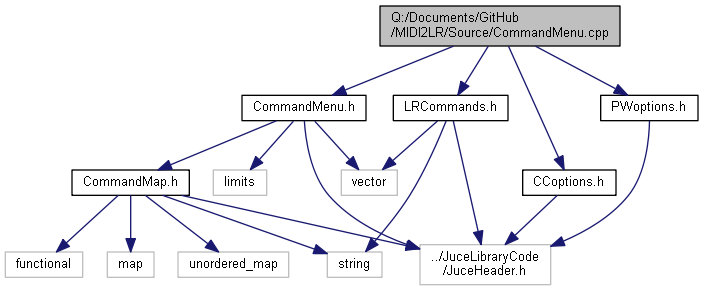 Q:/Documents/GitHub
/MIDI2LR/Source/CommandMenu.cpp
CommandMenu.h
LRCommands.h
PWoptions.h
CommandMap.h
limits
vector
CCoptions.h
functional
map
unordered_map
string
../JuceLibraryCode
/JuceHeader.h